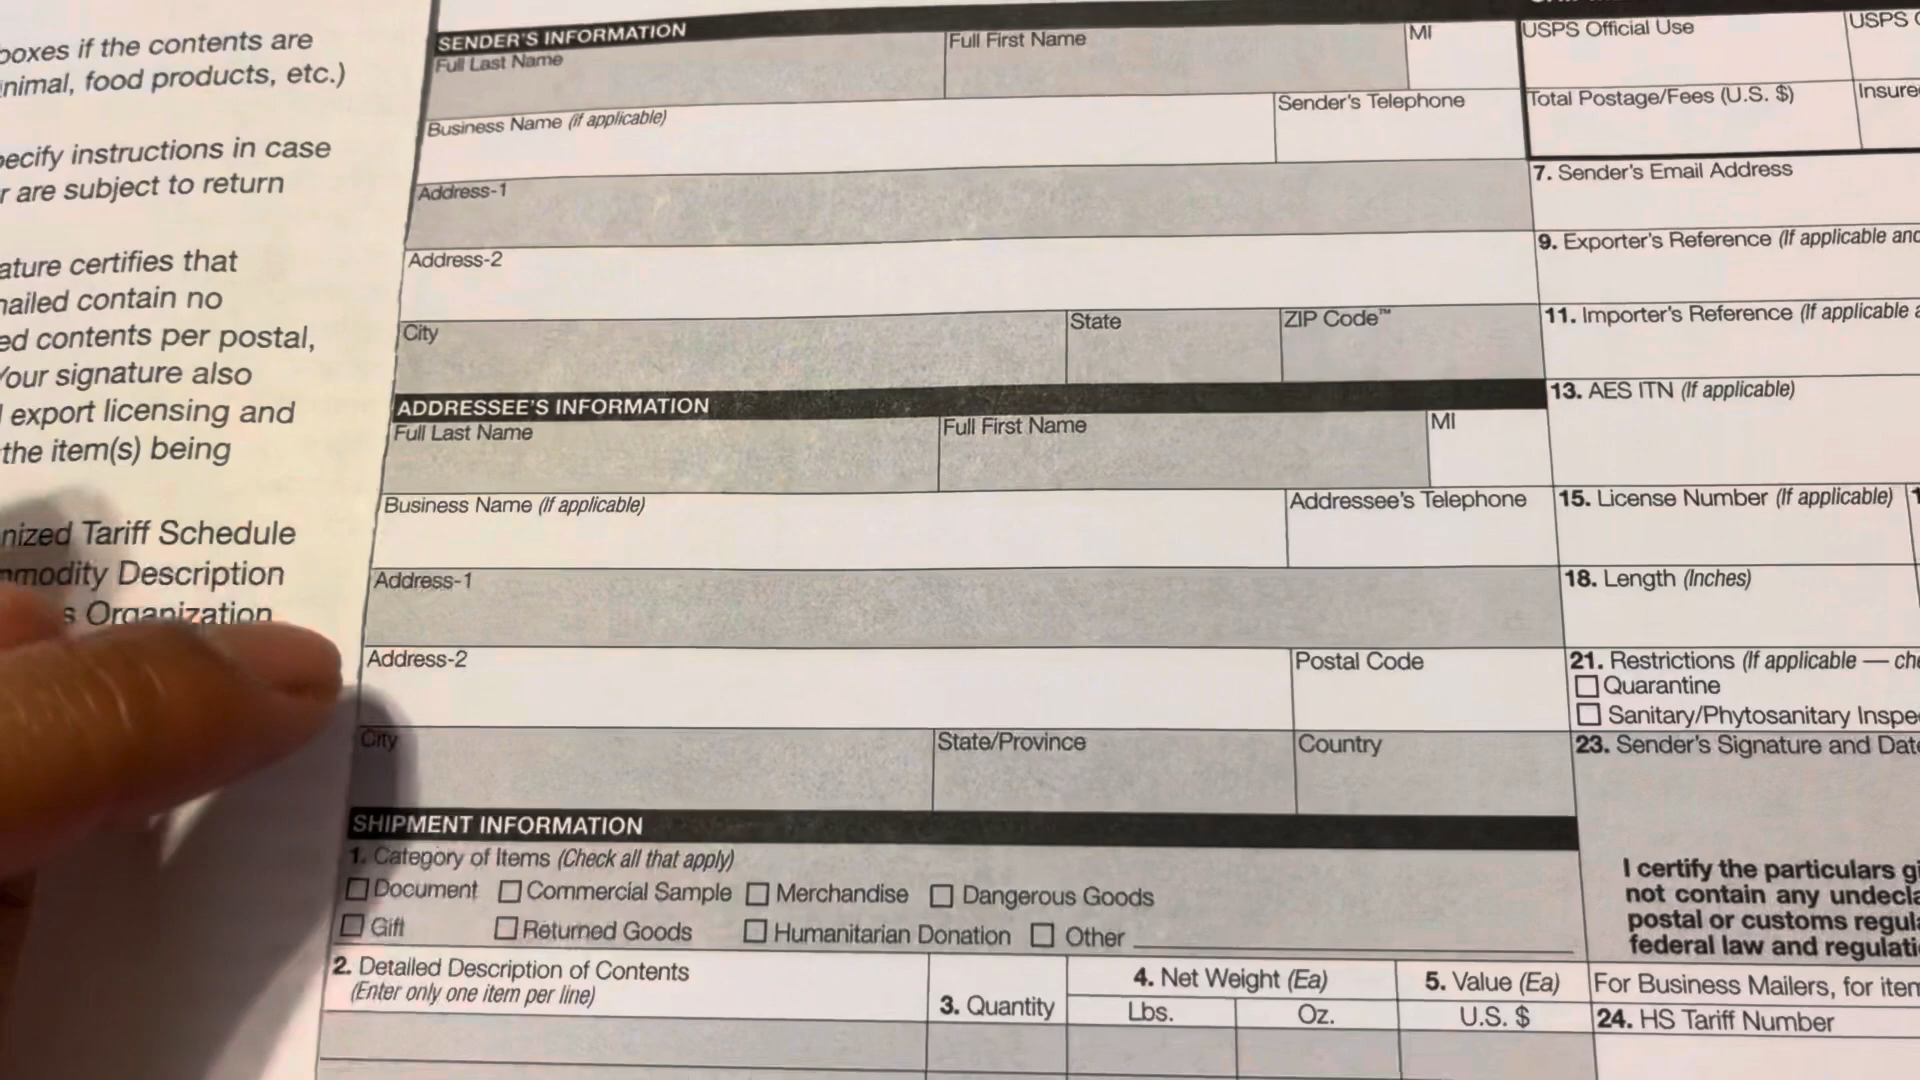 boxes if the contents are
animal, food products, etc.)
specify instructions in case
r are subject to return
ature certifies that
mailed contain no
ed contents per postal,
Your signature also
export licensing and
the item(s) being
nized Tariff Schedule
mmodity Description
s Organization
SENDER'S INFORMATION
Full Last Name
Full First Name
MI
Business Name (if applicable)
Sender's Telephone
Address-1
Address-2
City
State
ZIP Code™
ADDRESSEE'S INFORMATION
Full Last Name
Full First Name
MI
Business Name (If applicable)
Addressee's Telephone
Address-1
Address-2
Postal Code
City
State/Province
Country
SHIPMENT INFORMATION
1. Category of Items (Check all that apply)
Document Commercial Sample Merchandise Dangerous Goods
Gift Returned Goods Humanitarian Donation Other
2. Detailed Description of Contents
(Enter only one item per line)
3. Quantity
4. Net Weight (Ea)
Lbs. Oz.
5. Value (Ea)
U.S. $
USPS Official Use
USPS
Total Postage/Fees (U.S. $)
Insure
7. Sender's Email Address
9. Exporter's Reference (If applicable and
11. Importer's Reference (If applicable a
13. AES ITN (If applicable)
15. License Number (If applicable)
18. Length (Inches)
21. Restrictions (If applicable — che
Quarantine
Sanitary/Phytosanitary Inspe
23. Sender's Signature and Date
I certify the particulars gi
not contain any undecla
postal or customs regula
federal law and regulati
For Business Mailers, for item
24. HS Tariff Number